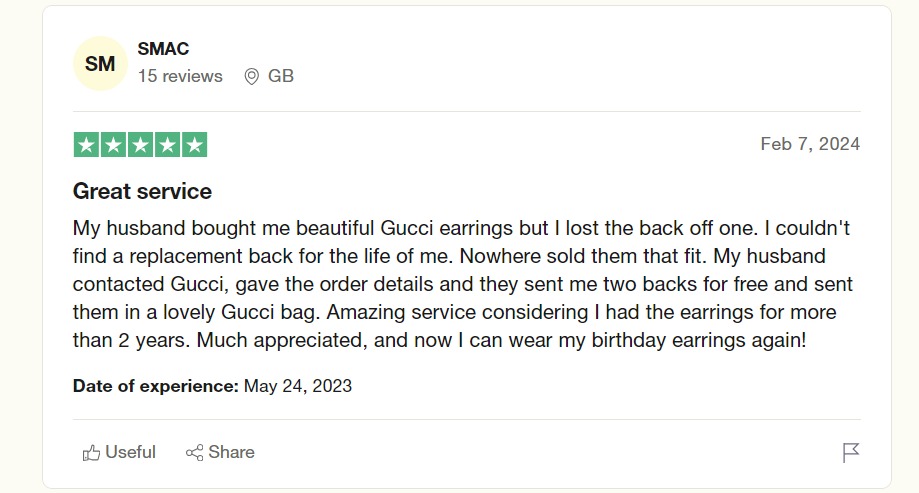 SM
SMAC
15 reviews GB
Feb 7, 2024
Great service
My husband bought me beautiful Gucci earrings but I lost the back off one. I couldn't
find a replacement back for the life of me. Nowhere sold them that fit. My husband
contacted Gucci, gave the order details and they sent me two backs for free and sent
them in a lovely Gucci bag. Amazing service considering I had the earrings for more
than 2 years. Much appreciated, and now I can wear my birthday earrings again!
Date of experience: May 24, 2023
Useful Share